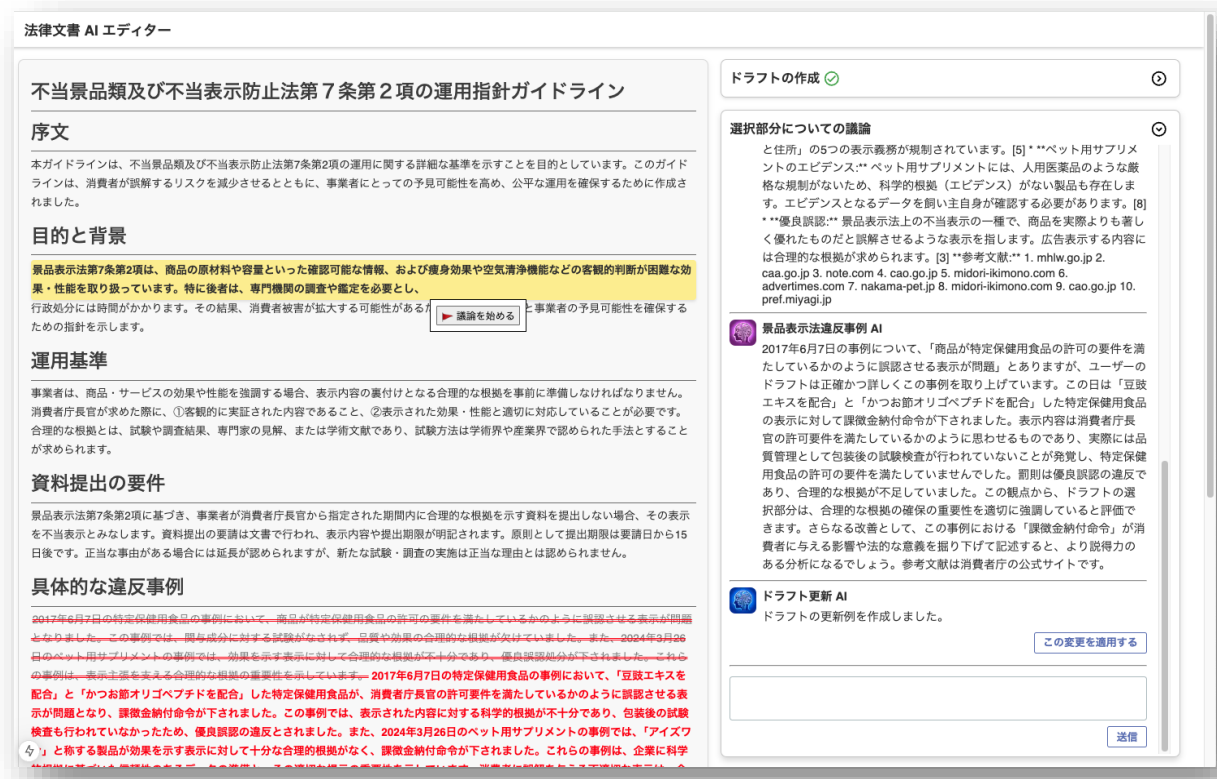 法律文書 AI エディター
不当景品類及び不当表示防止法第７条第２項の運用指針ガイドライン
序文
本ガイドラインは、不当景品類及び不当表示防止法第7条第2項の運用に関する詳細な基準を示すことを目的としています。このガイド
ラインは、消費者が誤解するリスクを減少させるとともに、事業者にとっての予見可能性を高め、公平な運用を確保するために作成さ
れました。
目的と背景
景品表示法第7条第2項は、商品の原材料や容量といった確認可能な情報、および痩身効果や空気清浄機能などの客観的判断が困難な効
果・性能を取り扱っています。特に後者は、専門機関の調査や鑑定を必要とし、
行政処分には時間がかかります。その結果、消費者被害が拡大する可能性がある
議論を始める
と事業者の予見可能性を確保する
ための指針を示します。
運用基準
事業者は、商品・サービスの効果や性能を強調する場合、表示内容の裏付けとなる合理的な根拠を事前に準備しなければなりません。
消費者庁長官が求めた際に、①客観的に実証された内容であること、②表示された効果・性能と適切に対応していることが必要です。
合理的な根拠とは、試験や調査結果、専門家の見解、または学術文献であり、試験方法は学術界や産業界で認められた手法とすること
が求められます。
資料提出の要件
景品表示法第7条第2項に基づき、事業者が消費者庁長官から指定された期間内に合理的な根拠を示す資料を提出しない場合、その表示
を不当表示とみなします。資料提出の要請は文書で行われ、表示内容や提出期限が明記されます。原則として提出期限は要請日から15
日後です。正当な事由がある場合には延長が認められますが、新たな試験・調査の実施は正当な理由とは認められません。
具体的な違反事例
2017年6月7日の特定保健用食品の事例において、商品が特定保健用食品の許可の要件を満たしているかのように誤認させる表示が問題
となりました。この事例では、関与成分に対する試験がなされず、品質や効果の合理的な根拠が欠けていました。また、2024年3月26
日のペット用サプリメントの事例では、効果を示す表示に対して合理的な根拠が不十分であり、優良誤認処分が下されました。これら
の事例は、表示主張を支える合理的な根拠の重要性を示しています。 2017年6月7日の特定保健用食品の事例において、「豆豉エキスを
配合」と「かつお節オリゴペプチドを配合」した特定保健用食品が、消費者庁長官の許可要件を満たしているかのように誤認させる表
示が問題となり、課徴金納付命令が下されました。この事例では、表示された内容に対する科学的根拠が不十分であり、包装後の試験
検査も行われていなかったため、優良誤認の違反とされました。また、2024年3月26日のペット用サプリメントの事例では、「アイズワ
」と称する製品が効果を示す表示に対して十分な合理的根拠がなく、課徴金納付命令が下されました。これらの事例は、企業に科学
ドラフトの作成
選択部分についての議論
と住所」の5つの表示義務が規制されています。[5] * **ペット用サプリメ
ントのエビデンス:** ペット用サプリメントには、人用医薬品のような厳
格な規制がないため、科学的根拠（エビデンス）がない製品も存在しま
す。エビデンスとなるデータを飼い主自身が確認する必要があります。[8]
* **優良誤認:** 景品表示法上の不当表示の一種で、商品を実際よりも著し
く優れたものだと誤解させるような表示を指します。広告表示する内容に
は合理的な根拠が求められます。[3] **参考文献:** 1. mhlw.go.jp 2.
caa.go.jp 3. note.com 4. cao.go.jp 5. midori-ikimono.com 6.
advertimes.com 7. nakama-pet.jp 8. midori-ikimono.com 9. cao.go.jp 10.
pref.miyagi.jp
景品表示法違反事例 AI
2017年6月7日の事例について、「商品が特定保健用食品の許可の要件を満
たしているかのように誤認させる表示が問題」とありますが、ユーザーの
ドラフトは正確かつ詳しくこの事例を取り上げています。この日は「豆豉
エキスを配合」と「かつお節オリゴペプチドを配合」した特定保健用食品
の表示に対して課徴金納付命令が下されました。表示内容は消費者庁長
官の許可要件を満たしているかのように思わせるものであり、実際には品
質管理として包装後の試験検査が行われていないことが発覚し、特定保健
用食品の許可の要件を満たしていませんでした。罰則は優良誤認の違反で
あり、合理的な根拠が不足していました。この観点から、ドラフトの選
択部分は、合理的な根拠の確保の重要性を適切に強調していると評価で
きます。さらなる改善として、この事例における「課徴金納付命令」が消
費者に与える影響や法的な意義を掘り下げて記述すると、より説得力の
ある分析になるでしょう。参考文献は消費者庁の公式サイトです。
ドラフト更新 AI
ドラフトの更新例を作成しました。
この変更を適用する
送信